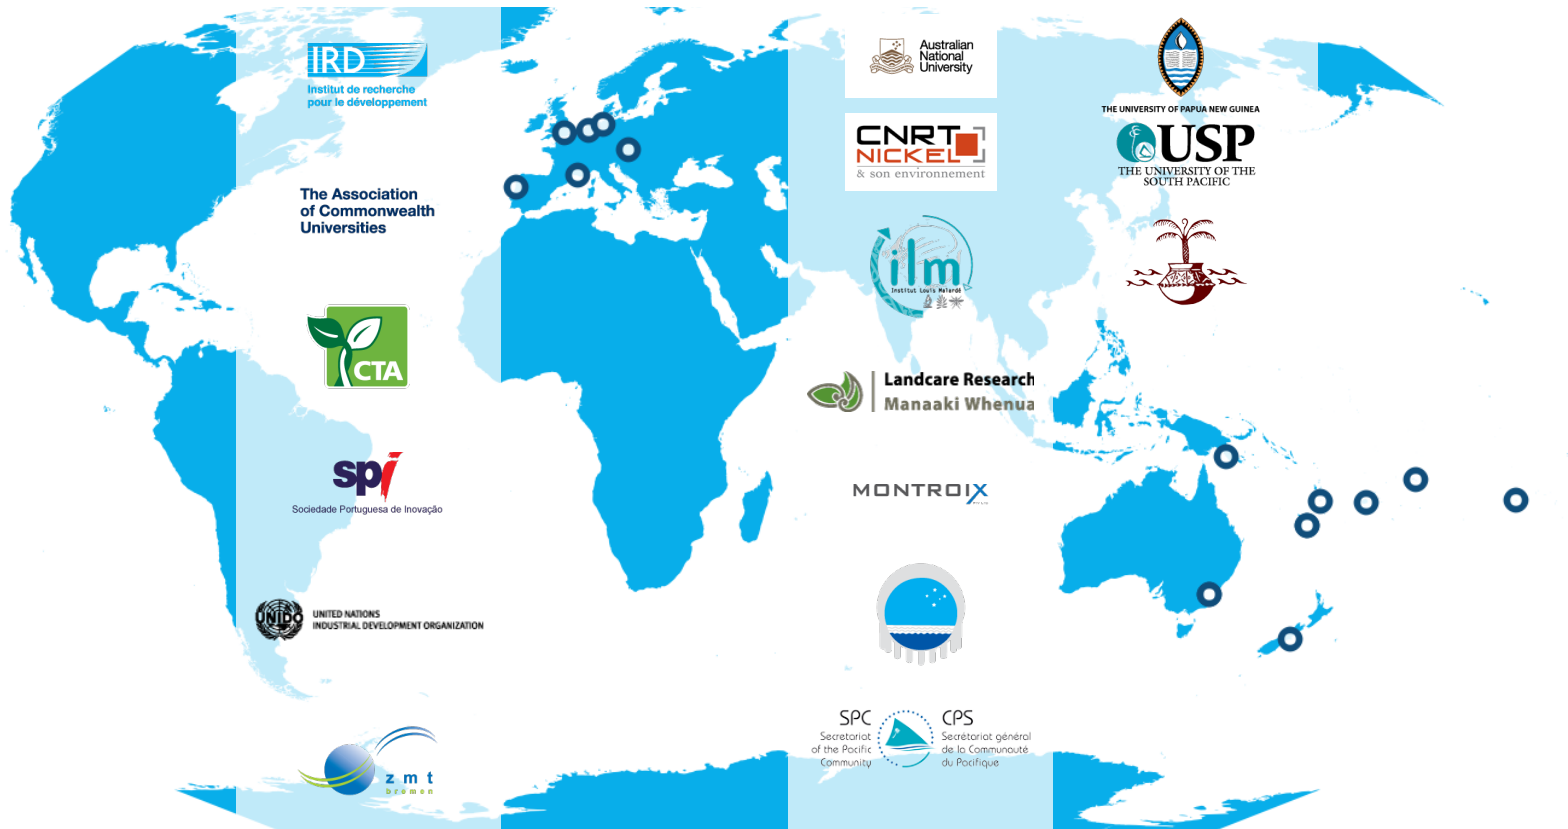 IRD
Institut de recherche
pour le développement
The Association
of Commonwealth
Universities
CTA
spi
Sociedade Portuguesa de Inovação
UNIDO
UNITED NATIONS
INDUSTRIAL DEVELOPMENT ORGANIZATION
zmt
bremen
Australian
National
University
CNRT
NICKEL
& son environnement
ilm
Institut Louis Malardé
Landcare Research
Manaaki Whenua
MONTROIX
SPC
Secretariat
of the Pacific
Community
CPS
Secrétariat général
de la Communauté
du Pacifique
THE UNIVERSITY OF PAPUA NEW GUINEA
USP
THE UNIVERSITY OF THE
SOUTH PACIFIC